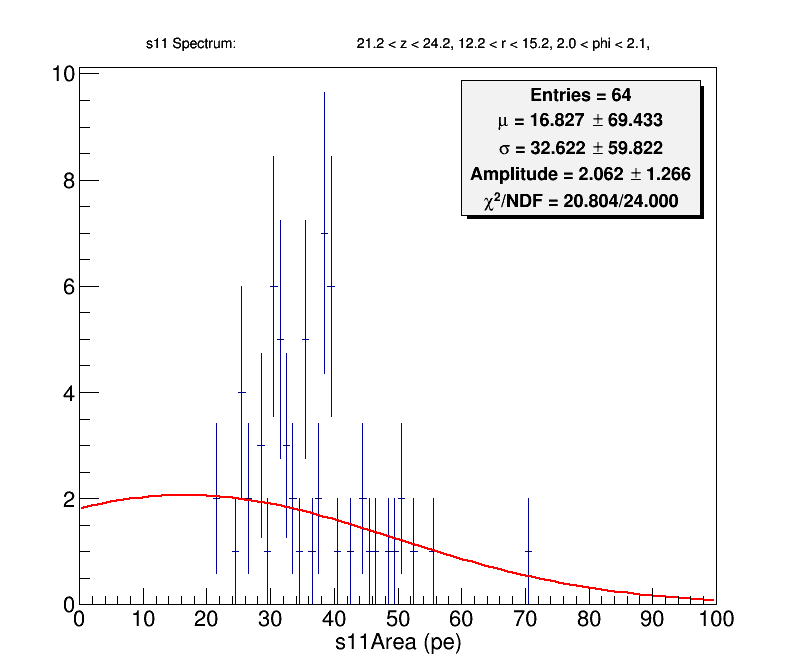 s11 Spectrum: 21.2 < z < 24.2, 12.2 < r < 15.2, 2.0 < phi < 2.1,
Entries = 64
μ = 16.827 ± 69.433
σ = 32.622 ± 59.822
Amplitude = 2.062 ± 1.266
χ²/NDF = 20.804/24.000
10
8
6
4
2
0
0 10 20 30 40 50 60 70 80 90 100
s11Area (pe)